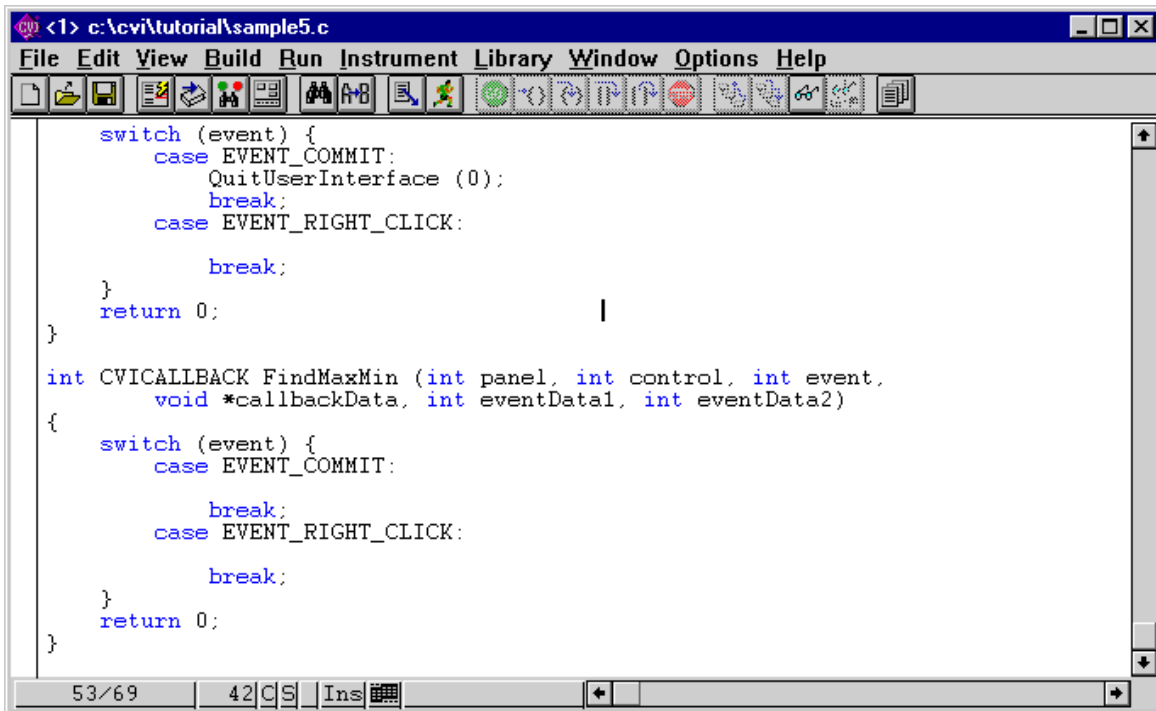 <1> c:\cvi\tutorial\sample5.c
File Edit View Build Run Instrument Library Window Options Help
switch (event) {
case EVENT_COMMIT:
QuitUserInterface (0);
break;
case EVENT_RIGHT_CLICK:
break;
}
return 0;
}
int CVICALLBACK FindMaxMin (int panel, int control, int event,
void *callbackData, int eventData1, int eventData2)
{
switch (event) {
case EVENT_COMMIT:
break;
case EVENT_RIGHT_CLICK:
break;
}
return 0;
}
53/69 42 C S Ins